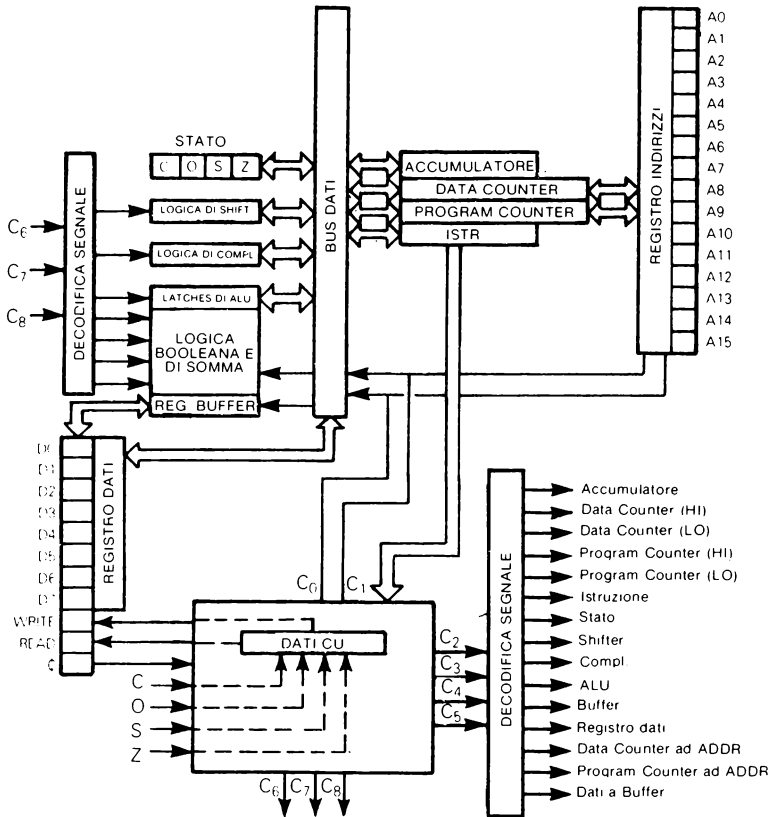 A0
A1
A2
A3
A4
A5
A6
A7
A8
A9
A10
A11
A12
A13
A14
A15
REGISTRO INDIRIZZI
STATO
C O S Z
BUS DATI
ACCUMULATORE
DATA COUNTER
PROGRAM COUNTER
ISTR
DECODIFICA SEGNALE
C6
C7
C8
LOGICA DI SHIFT
LOGICA DI COMPL
LATCHES DI ALU
LOGICA
BOOLEANA E
DI SOMMA
REG BUFFER
D0
D1
D2
D3
D4
D5
D6
D7
WRITE
READ
REGISTRO DATI
C0 C1
DATI CU
C
O
S
Z
C2
C3
C4
C5
C6 C7 C8
DECODIFICA SEGNALE
Accumulatore
Data Counter (HI)
Data Counter (LO)
Program Counter (HI)
Program Counter (LO)
Istruzione
Stato
Shifter
Compl.
ALU
Buffer
Registro dati
Data Counter ad ADDR
Program Counter ad ADDR
Dati a Buffer